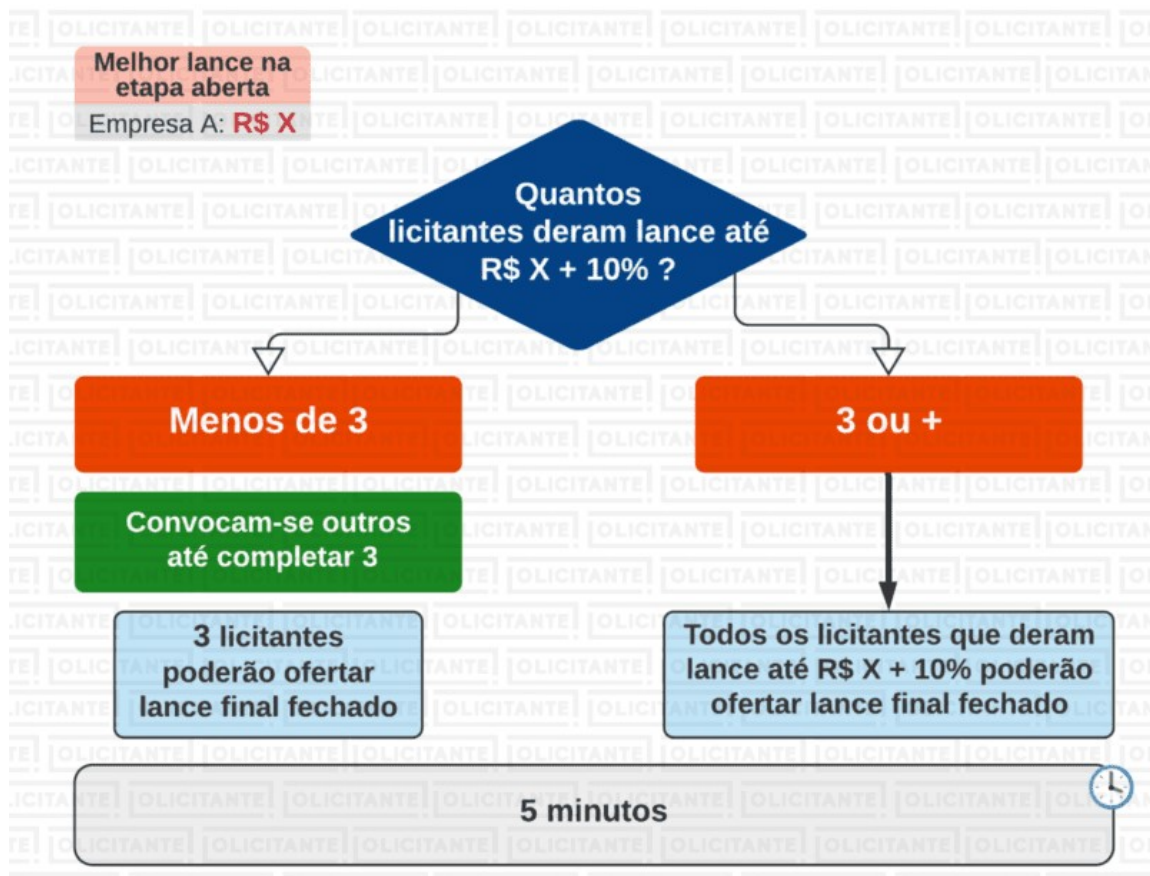 Melhor lance na
etapa aberta
Empresa A: R$ X
Quantos
licitantes deram lance até
R$ X + 10% ?
Menos de 3
3 ou +
Convocam-se outros
até completar 3
3 licitantes
poderão ofertar
lance final fechado
Todos os licitantes que deram
lance até R$ X + 10% poderão
ofertar lance final fechado
5 minutos
OLICITANTE